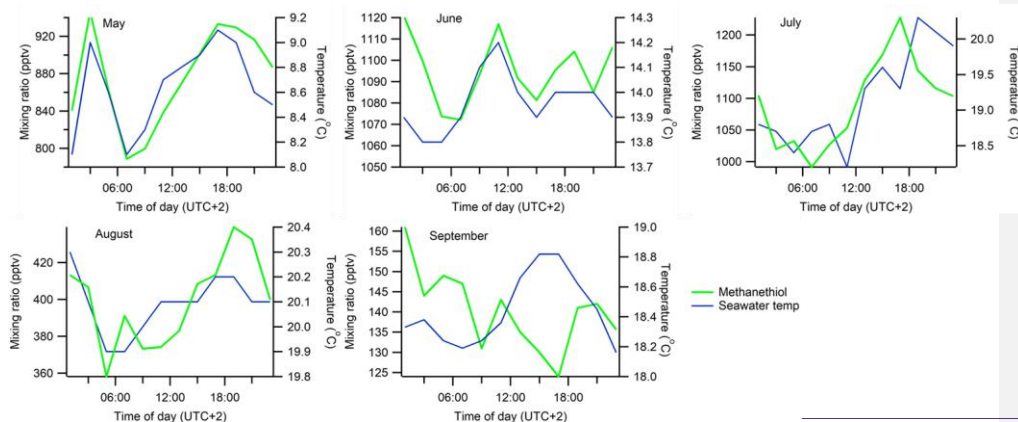 May
Mixing ratio (pptv)
920
880
840
800
9.2
9.0
8.8
8.6
8.4
8.2
8.0
Temperature (°C)
06:00 12:00 18:00
Time of day (UTC+2)
June
Mixing ratio (pptv)
1120
1110
1100
1090
1080
1070
1060
1050
14.3
14.2
14.1
14.0
13.9
13.8
13.7
Temperature (°C)
06:00 12:00 18:00
Time of day (UTC+2)
July
Mixing ratio (pptv)
1200
1150
1100
1050
1000
20.0
19.5
19.0
18.5
Temperature (°C)
06:00 12:00 18:00
Time of day (UTC+2)
August
Mixing ratio (pptv)
420
400
380
360
20.4
20.3
20.2
20.1
20.0
19.9
19.8
Temperature (°C)
06:00 12:00 18:00
Time of day (UTC+2)
September
Mixing ratio (pptv)
160
155
150
145
140
135
130
125
19.0
18.8
18.6
18.4
18.2
18.0
Temperature (°C)
06:00 12:00 18:00
Time of day (UTC+2)
Methanethiol
Seawater temp